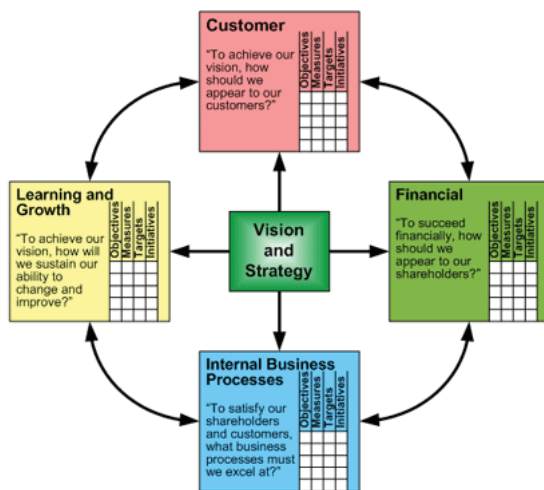 Customer
"To achieve our
vision, how
should we
appear to our
customers?"
Objectives
Measures
Targets
Initiatives
Learning and
Growth
"To achieve our
vision, how will
we sustain our
ability to
change and
improve?"
Objectives
Measures
Targets
Initiatives
Vision
and
Strategy
Financial
"To succeed
financially, how
should we
appear to our
shareholders?"
Objectives
Measures
Targets
Initiatives
Internal Business
Processes
"To satisfy our
shareholders
and customers,
what business
processes must
we excel at?"
Objectives
Measures
Targets
Initiatives